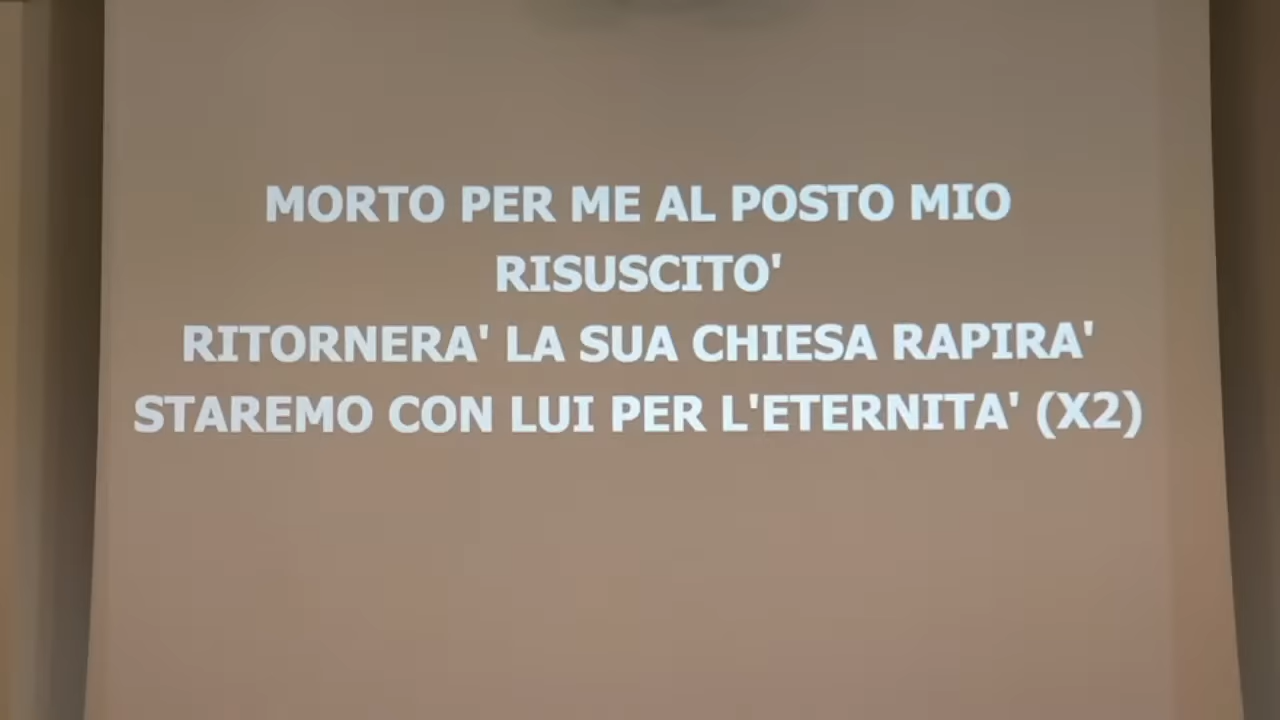 MORTO PER ME AL POSTO MIO
RISUSCITO'
RITORNERA' LA SUA CHIESA RAPIRA'
STAREMO CON LUI PER L'ETERNITA' (X2)